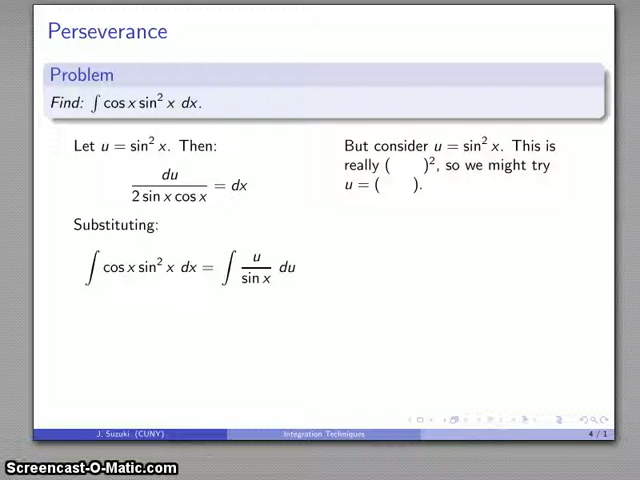 Perseverance
Problem
Find: ∫ cos x sin² x dx.
Let u = sin² x. Then:
du / 2 sin x cos x = dx
Substituting:
∫ cos x sin² x dx = ∫ u / sin x du
But consider u = sin² x. This is
really (    )², so we might try
u = (    ).
J. Suzuki (CUNY)
Integration Techniques
4 / 1
Screencast-O-Matic.com